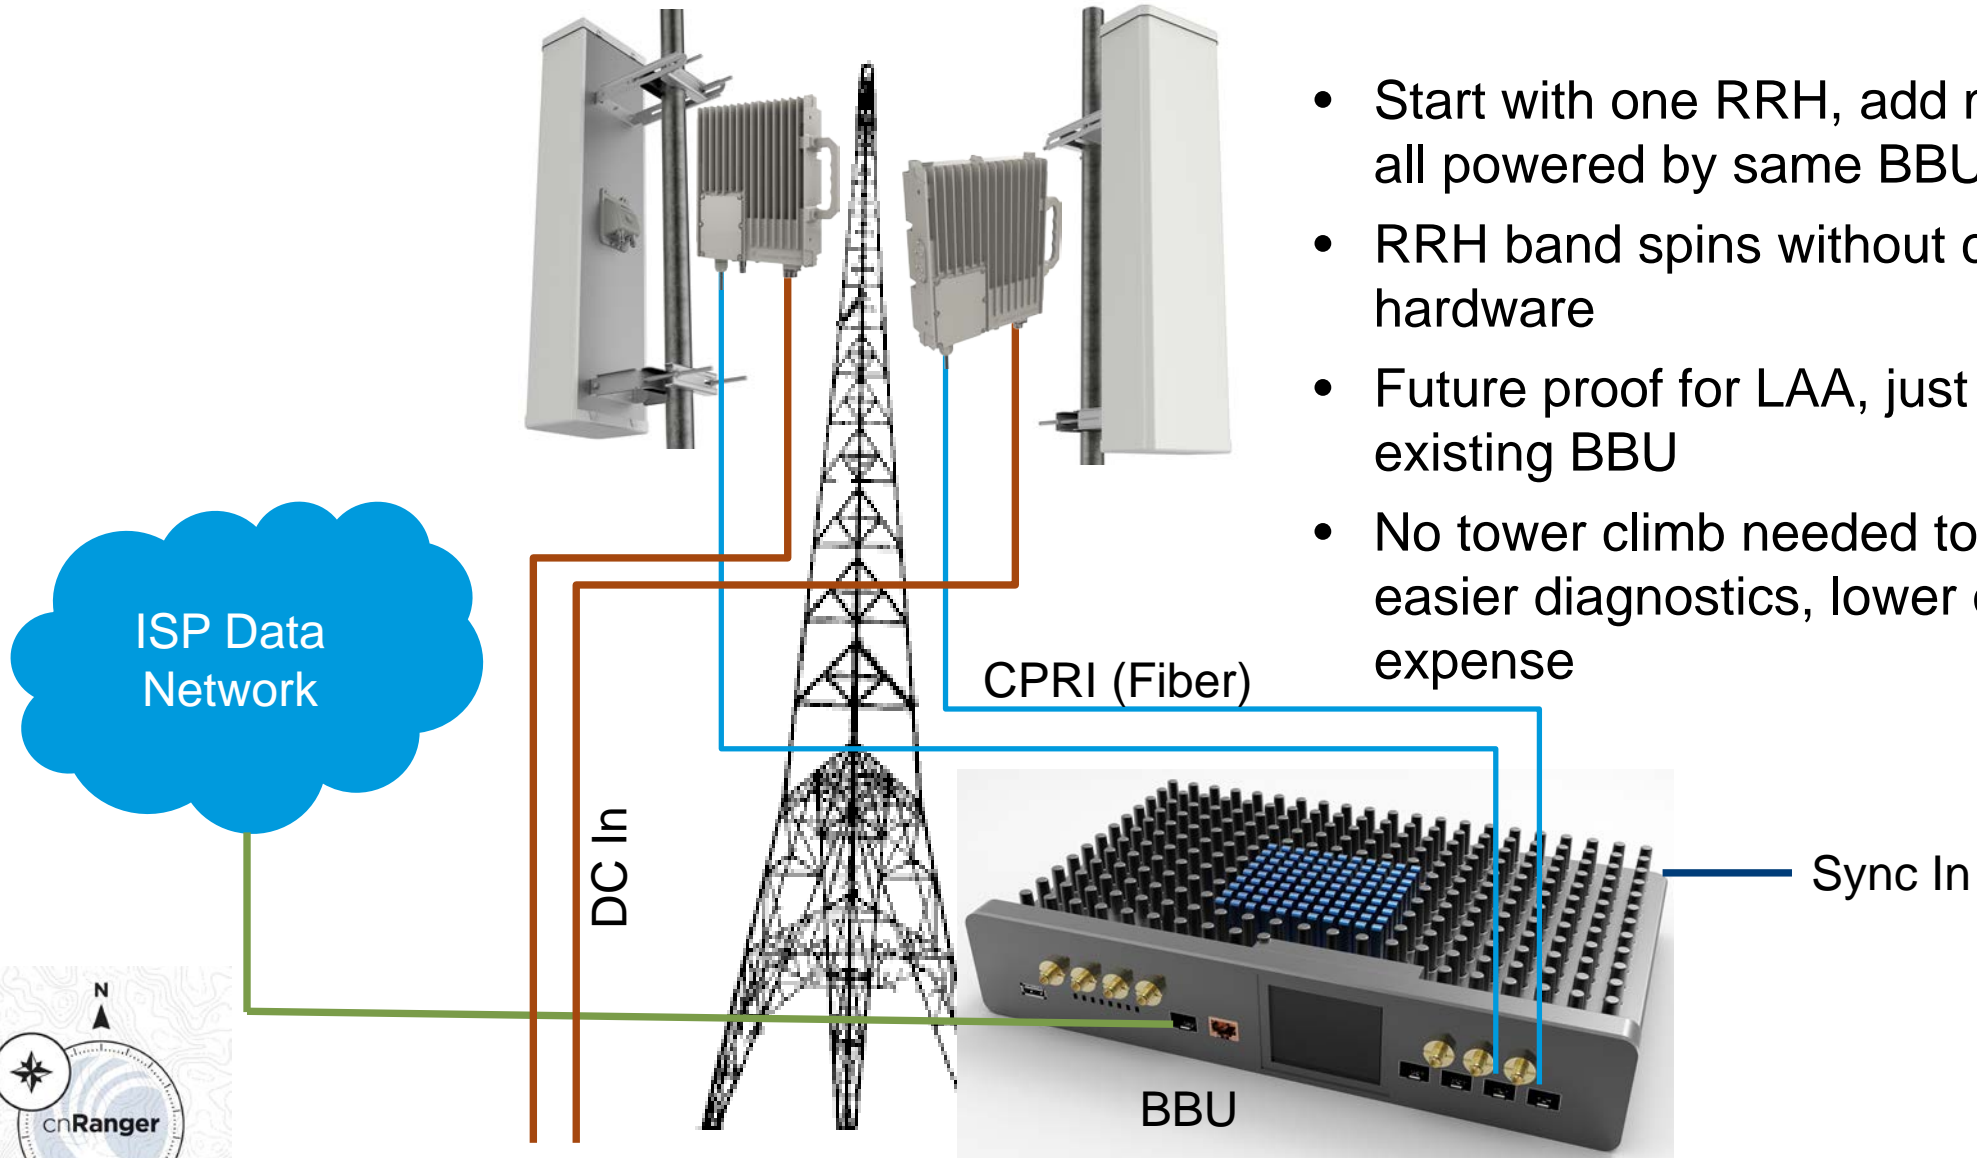 • Start with one RRH, add
all powered by same BBU
• RRH band spins without
hardware
• Future proof for LAA, just
existing BBU
• No tower climb needed to
easier diagnostics, lower
expense
ISP Data
Network
CPRI (Fiber)
DC In
Sync In
BBU
N
cnRanger